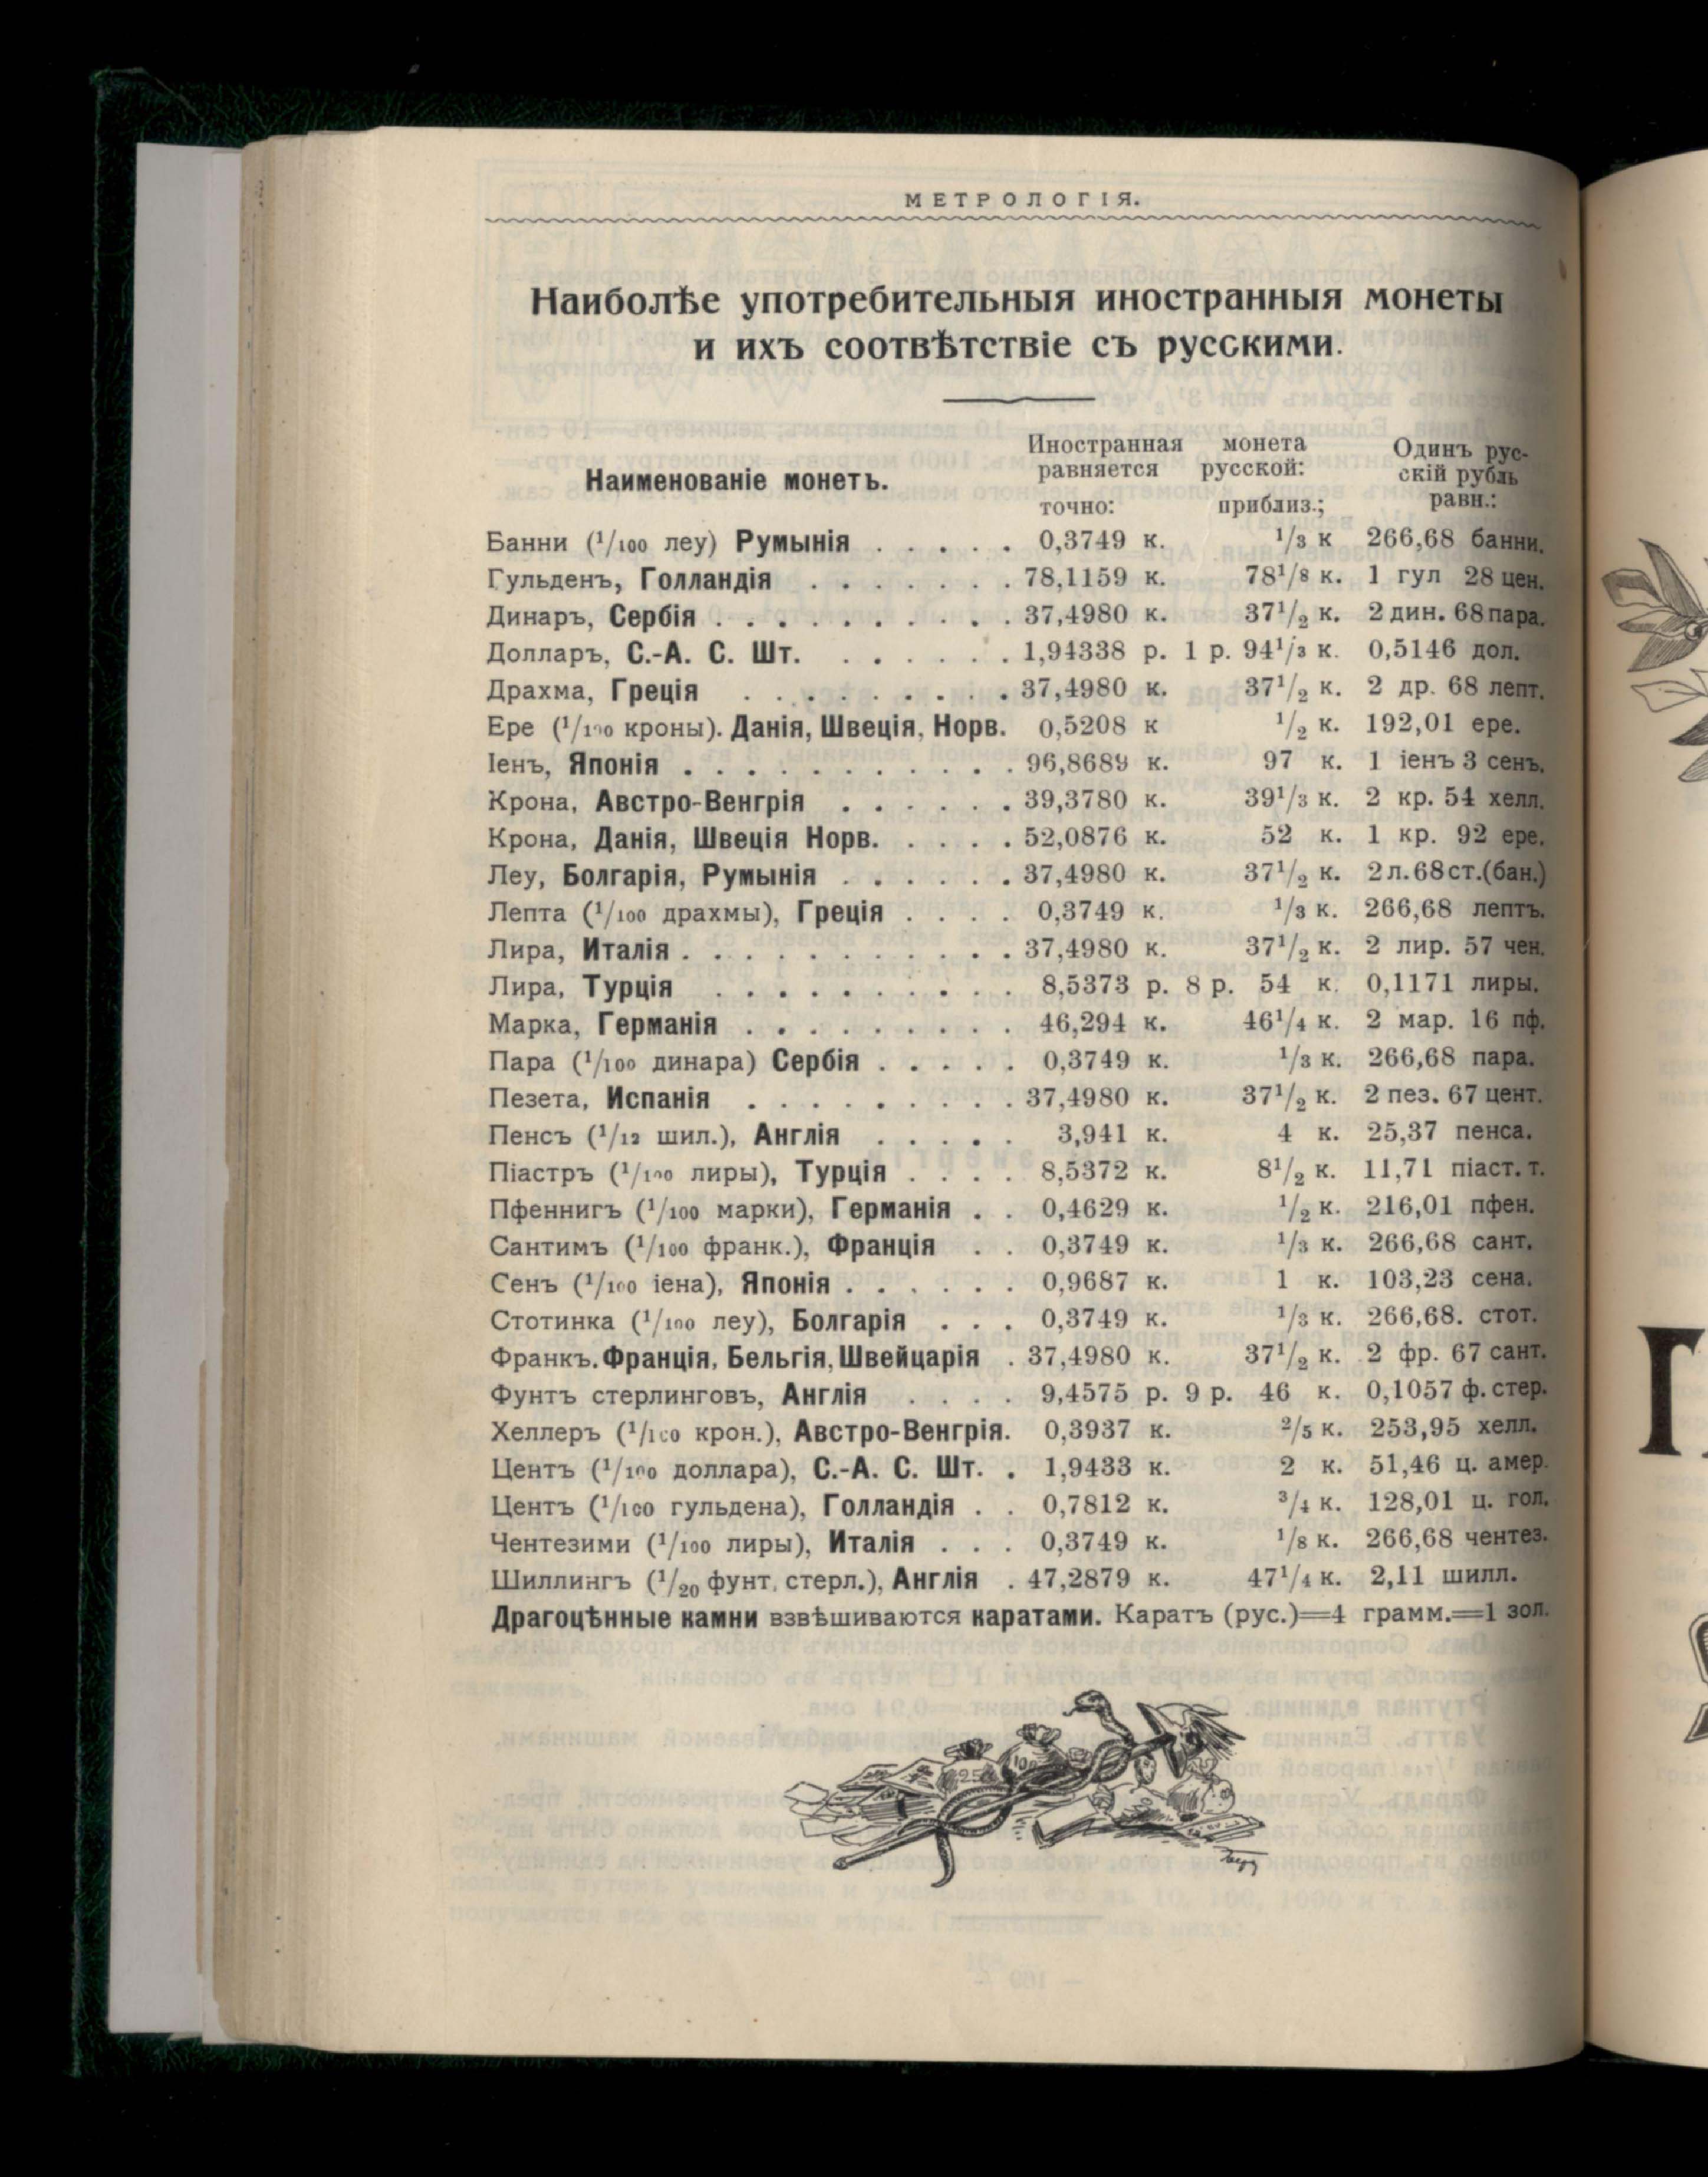 МЕТРОЛОГІЯ.
Наиболѣе употребительныя иностранныя монеты
и ихъ соотвѣтствіе съ русскими.
Наименованіе монетъ.
Иностранная монета
равняется русской:
точно: приблиз.;
Одинъ рус-
скій рубль
равн.:
Банни (1/100 леу) Румынія . . . . . 0,3749 к. 1/3 к 266,68 банни.
Гульденъ, Голландія . . . . . . . 78,1159 к. 78 1/8 к. 1 гул 28 цен.
Динаръ, Сербія . . . . . . . . . . 37,4980 к. 37 1/2 к. 2 дин. 68 пара.
Долларъ, С.-А. С. Шт. . . . . . . 1,94338 р. 1 р. 94 1/3 к. 0,5146 дол.
Драхма, Греція . . . . . . . . . 37,4980 к. 37 1/2 к. 2 др. 68 лепт.
Ере (1/100 кроны). Данія, Швеція, Норв. 0,5208 к 1/2 к. 192,01 ере.
Іенъ, Японія . . . . . . . . . . . . 96,8689 к. 97 к. 1 іенъ 3 сенъ.
Крона, Австро-Венгрія . . . . . . 39,3780 к. 39 1/3 к. 2 кр. 54 хелл.
Крона, Данія, Швеція Норв. . . . . 52,0876 к. 52 к. 1 кр. 92 ере.
Леу, Болгарія, Румынія . . . . . . 37,4980 к. 37 1/2 к. 2 л. 68 ст.(бан.)
Лепта (1/100 драхмы), Греція . . . . 0,3749 к. 1/3 к. 266,68 лептъ.
Лира, Италія . . . . . . . . . . . . 37,4980 к. 37 1/2 к. 2 лир. 57 чен.
Лира, Турція . . . . . . . . . . . 8,5373 р. 8 р. 54 к. 0,1171 лиры.
Марка, Германія . . . . . . . . . 46,294 к. 46 1/4 к. 2 мар. 16 пф.
Пара (1/100 динара) Сербія . . . . . 0,3749 к. 1/3 к. 266,68 пара.
Пезета, Испанія . . . . . . . . . . 37,4980 к. 37 1/2 к. 2 пез. 67 цент.
Пенсъ (1/12 шил.), Англія . . . . . 3,941 к. 4 к. 25,37 пенса.
Піастръ (1/100 лиры), Турція . . . . 8,5372 к. 8 1/2 к. 11,71 піаст. т.
Пфеннигъ (1/100 марки), Германія . . 0,4629 к. 1/2 к. 216,01 пфен.
Сантимъ (1/100 франк.), Франція . . 0,3749 к. 1/3 к. 266,68 сант.
Сенъ (1/100 іена), Японія . . . . . . 0,9687 к. 1 к. 103,23 сена.
Стотинка (1/100 леу), Болгарія . . . 0,3749 к. 1/3 к. 266,68. стот.
Франкъ. Франція, Бельгія, Швейцарія . 37,4980 к. 37 1/2 к. 2 фр. 67 сант.
Фунтъ стерлинговъ, Англія . . . . 9,4575 р. 9 р. 46 к. 0,1057 ф. стер.
Хеллеръ (1/100 крон.), Австро-Венгрія. 0,3937 к. 2/5 к. 253,95 хелл.
Центъ (1/100 доллара), С.-А. С. Шт. . 1,9433 к. 2 к. 51,46 ц. амер.
Центъ (1/100 гульдена), Голландія . . 0,7812 к. 3/4 к. 128,01 ц. гол.
Чентезими (1/100 лиры), Италія . . . 0,3749 к. 1/8 к. 266,68 чентез.
Шиллингъ (1/20 фунт. стерл.), Англія . 47,2879 к. 47 1/4 к. 2,11 шилл.
Драгоцѣнные камни взвѣшиваются каратами. Каратъ (рус.)=4 грамм.=1 зол.